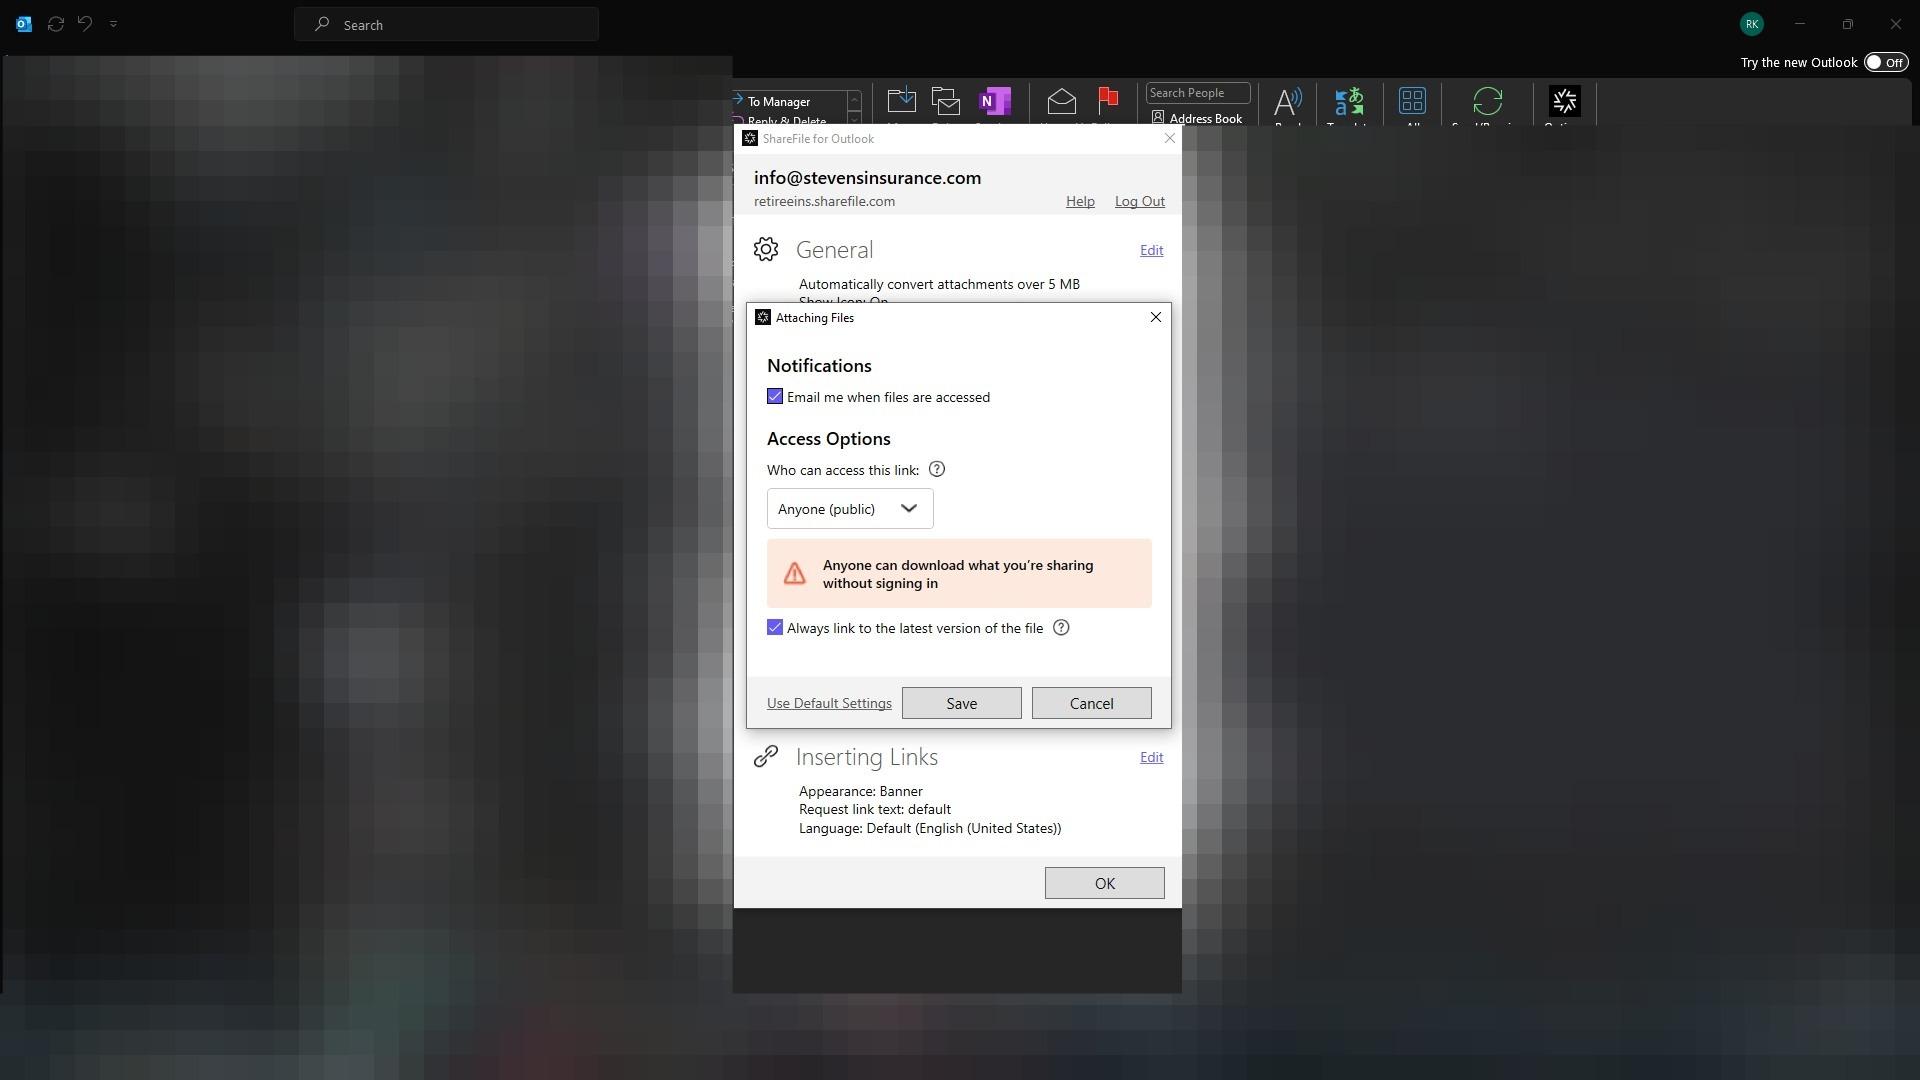 Search
RK
Try the new Outlook
Off
To Manager
Reply & Delete
N
Search People
Address Book
ShareFile for Outlook
info@stevensinsurance.com
retireeins.sharefile.com
Help
Log Out
General
Edit
Automatically convert attachments over 5 MB
Show Icon: On
Attaching Files
Notifications
Email me when files are accessed
Access Options
Who can access this link:
Anyone (public)
Anyone can download what you're sharing
without signing in
Always link to the latest version of the file
Use Default Settings
Save
Cancel
Inserting Links
Edit
Appearance: Banner
Request link text: default
Language: Default (English (United States))
OK